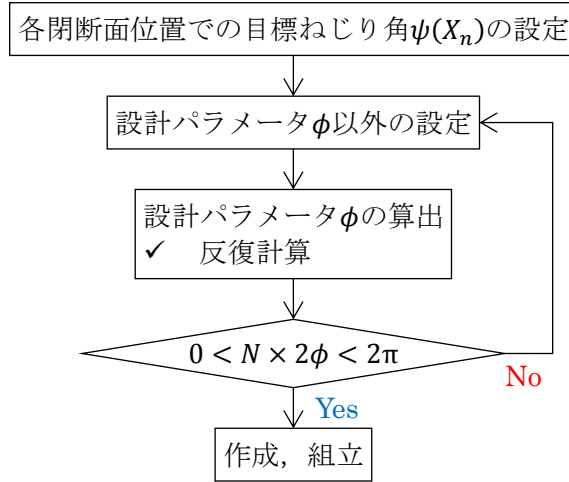 各閉断面位置での目標ねじり角ψ(Xₙ)の設定
設計パラメータϕ以外の設定
設計パラメータϕの算出
✓ 反復計算
0 < N × 2ϕ < 2π
No
Yes
作成，組立